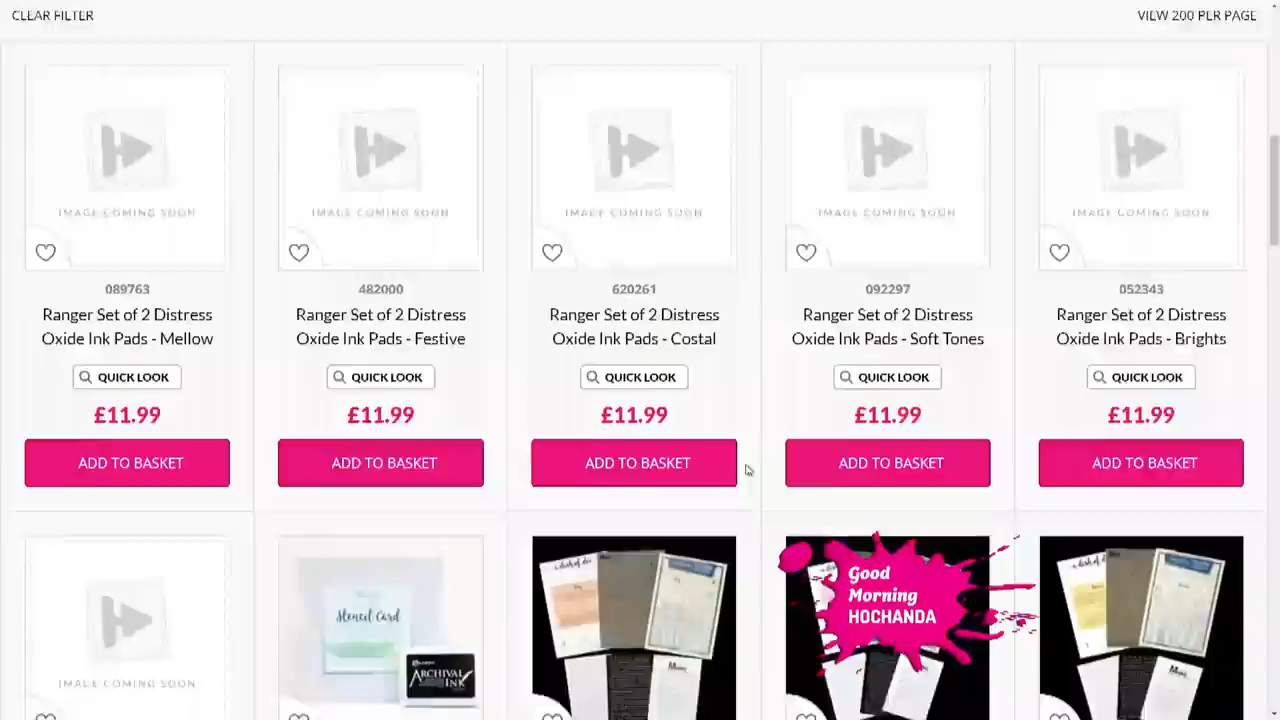 CLEAR FILTER
VIEW 200 PER PAGE
IMAGE COMING SOON
IMAGE COMING SOON
IMAGE COMING SOON
IMAGE COMING SOON
IMAGE COMING SOON
089763
482000
620261
092297
052343
Ranger Set of 2 Distress
Oxide Ink Pads - Mellow
Ranger Set of 2 Distress
Oxide Ink Pads - Festive
Ranger Set of 2 Distress
Oxide Ink Pads - Costal
Ranger Set of 2 Distress
Oxide Ink Pads - Soft Tones
Ranger Set of 2 Distress
Oxide Ink Pads - Brights
QUICK LOOK
QUICK LOOK
QUICK LOOK
QUICK LOOK
QUICK LOOK
£11.99
£11.99
£11.99
£11.99
£11.99
ADD TO BASKET
ADD TO BASKET
ADD TO BASKET
ADD TO BASKET
ADD TO BASKET
IMAGE COMING SOON
Stencil Card
ARCHIVAL
INK
Good
Morning
HOCHANDA